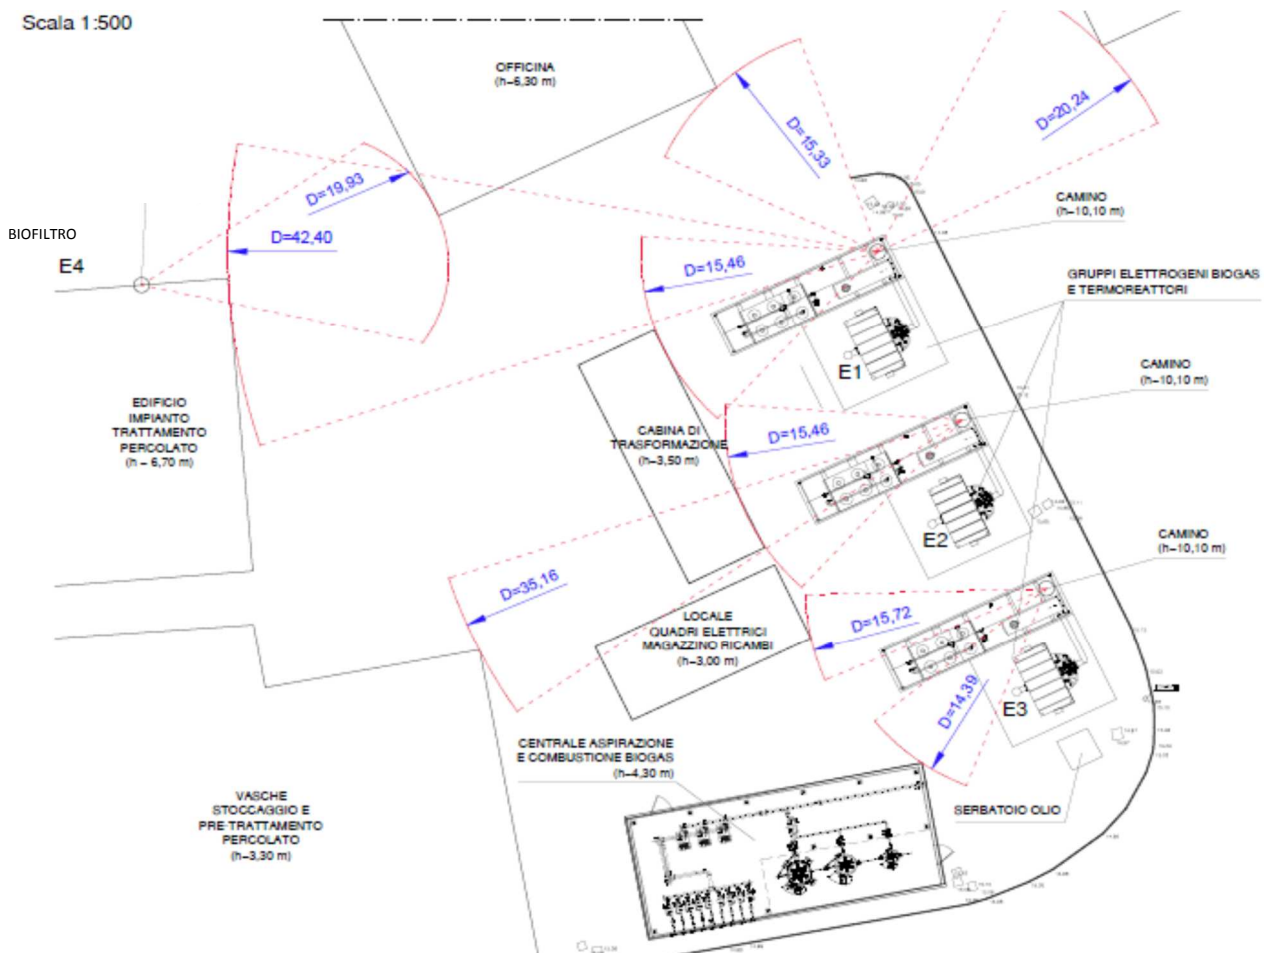 Scala 1:500
OFFICINA
(h=6,30 m)
D=15,33
D=20,24
D=19,93
D=42,40
BIOFILTRO
E4
CAMINO
(h=10,10 m)
D=15,46
GRUPPI ELETTROGENI BIOGAS
E TERMOREATTORI
E1
CAMINO
(h=10,10 m)
EDIFICIO
IMPIANTO
TRATTAMENTO
PERCOLATO
(h = 6,70 m)
CABINA DI
TRASFORMAZIONE
(h=3,50 m)
D=15,46
E2
CAMINO
(h=10,10 m)
D=35,16
LOCALE
QUADRI ELETTRICI
MAGAZZINO RICAMBI
(h=3,00 m)
D=15,72
D=14,39
E3
CENTRALE ASPIRAZIONE
E COMBUSTIONE BIOGAS
(h=4,30 m)
VASCHE
STOCCAGGIO E
PRE-TRATTAMENTO
PERCOLATO
(h=3,30 m)
SERBATOIO OLIO